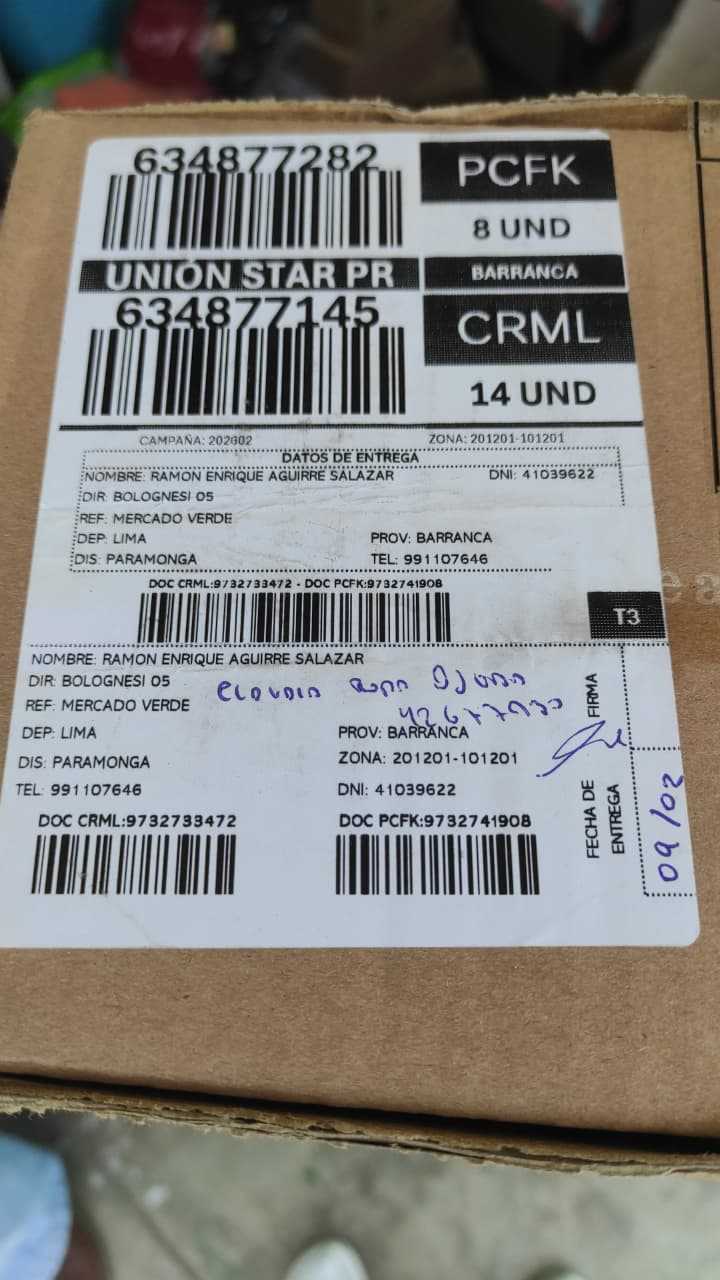 634877282
PCFK
8 UND
UNIÓN STAR PR
BARRANCA
634877145
CRML
14 UND
CAMPAÑA: 202602 ZONA: 201201-101201
DATOS DE ENTREGA
NOMBRE: RAMON ENRIQUE AGUIRRE SALAZAR DNI: 41039622
DIR: BOLOGNESI 05
REF: MERCADO VERDE
DEP: LIMA PROV: BARRANCA
DIS: PARAMONGA TEL: 991107646
DOC CRML:9732733472 - DOC PCFK:9732741908
T3
NOMBRE: RAMON ENRIQUE AGUIRRE SALAZAR
DIR: BOLOGNESI 05
REF: MERCADO VERDE
DEP: LIMA PROV: BARRANCA
DIS: PARAMONGA ZONA: 201201-101201
TEL: 991107646 DNI: 41039622
DOC CRML:9732733472 DOC PCFK:9732741908
FIRMA
FECHA DE
ENTREGA
09/02